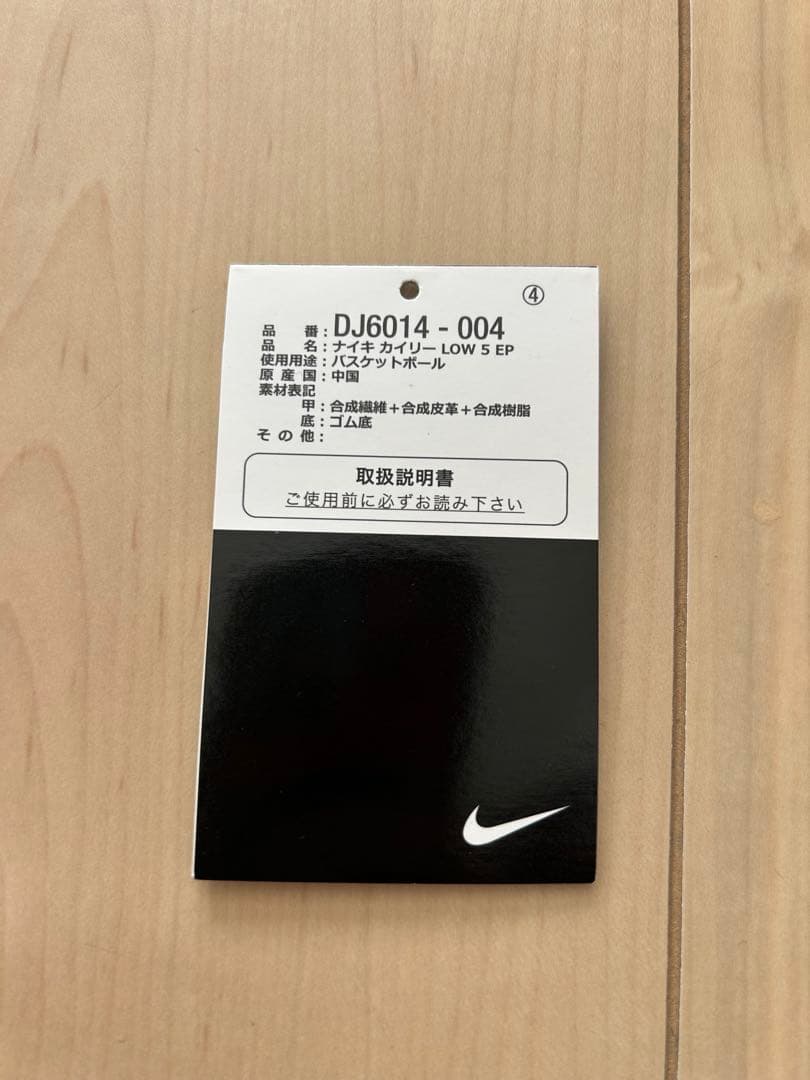 ④
品番：DJ6014 - 004
品名：ナイキ カイリー LOW 5 EP
使用用途：バスケットボール
原産国：中国
素材表記
甲：合成繊維＋合成皮革＋合成樹脂
底：ゴム底
その他：
取扱説明書
ご使用前に必ずお読み下さい